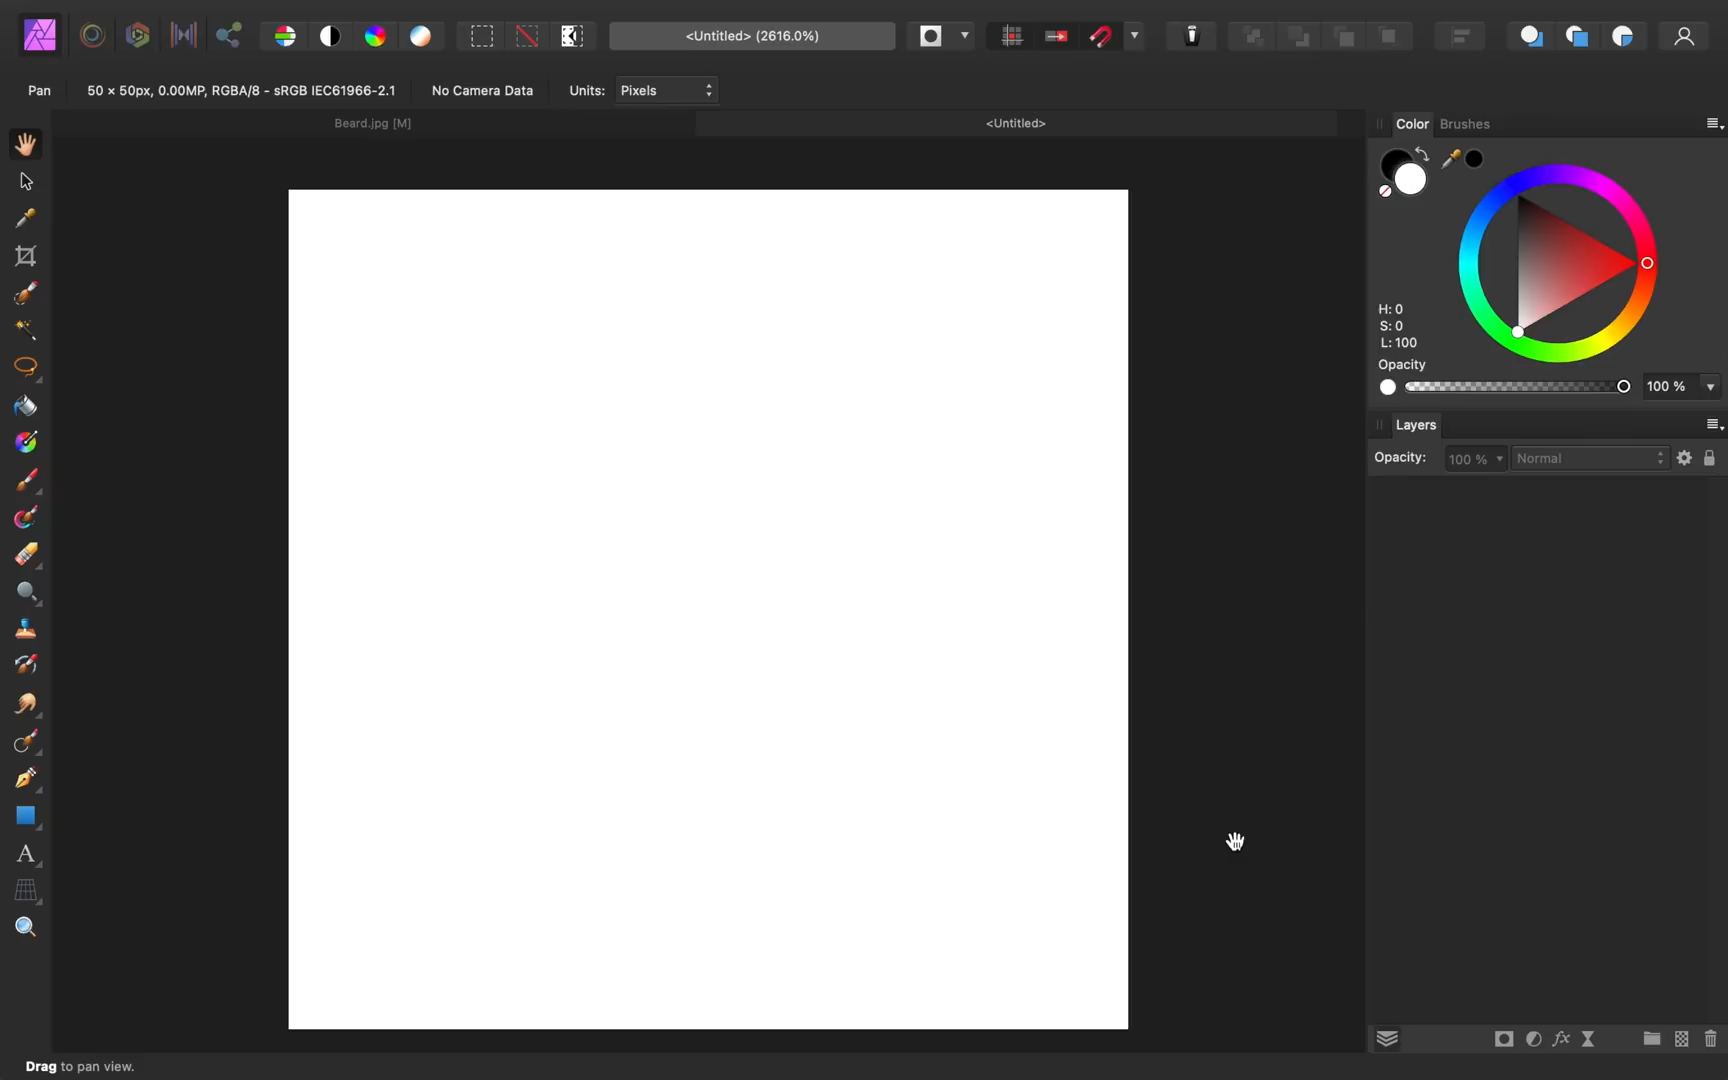 <Untitled> (2616.0%)
Pan
50 × 50px, 0.00MP, RGBA/8 - sRGB IEC61966-2.1
No Camera Data
Units:
Pixels
Beard.jpg [M]
<Untitled>
Color
Brushes
H: 0
S: 0
L: 100
Opacity
100 %
Layers
Opacity:
100 %
Normal
A
fx
Drag to pan view.